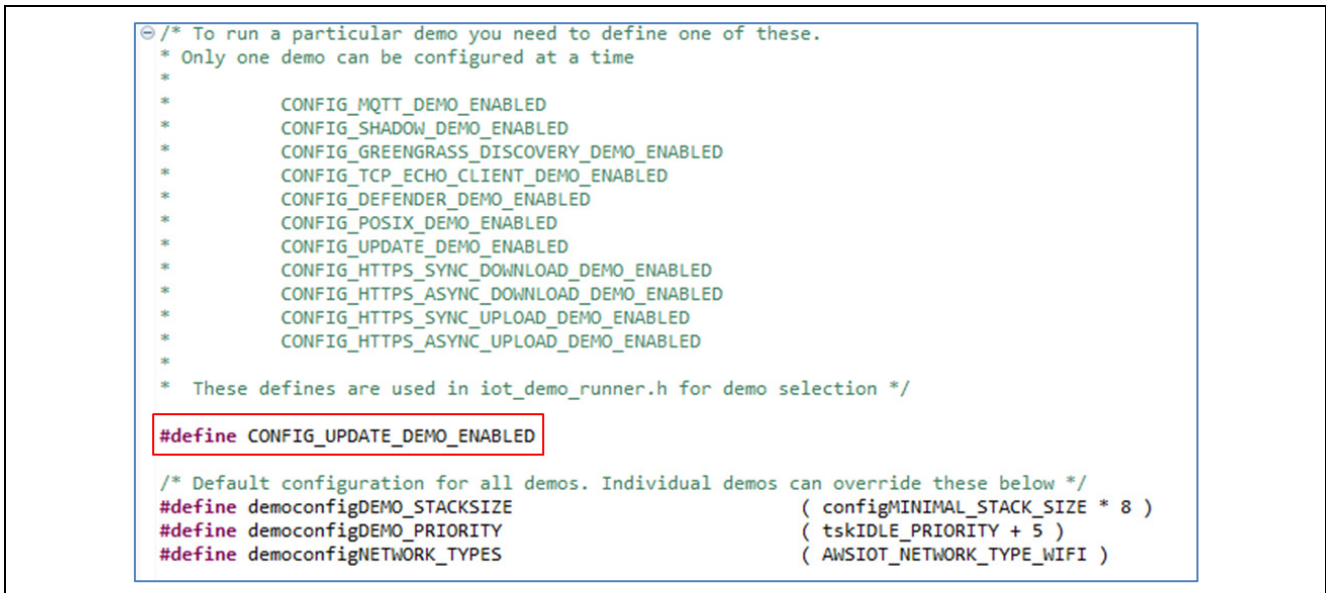 /* To run a particular demo you need to define one of these.
* Only one demo can be configured at a time
*
* CONFIG_MQTT_DEMO_ENABLED
* CONFIG_SHADOW_DEMO_ENABLED
* CONFIG_GREENGRASS_DISCOVERY_DEMO_ENABLED
* CONFIG_TCP_ECHO_CLIENT_DEMO_ENABLED
* CONFIG_DEFENDER_DEMO_ENABLED
* CONFIG_POSIX_DEMO_ENABLED
* CONFIG_UPDATE_DEMO_ENABLED
* CONFIG_HTTPS_SYNC_DOWNLOAD_DEMO_ENABLED
* CONFIG_HTTPS_ASYNC_DOWNLOAD_DEMO_ENABLED
* CONFIG_HTTPS_SYNC_UPLOAD_DEMO_ENABLED
* CONFIG_HTTPS_ASYNC_UPLOAD_DEMO_ENABLED
*
* These defines are used in iot_demo_runner.h for demo selection */
#define CONFIG_UPDATE_DEMO_ENABLED
/* Default configuration for all demos. Individual demos can override these below */
#define democonfigDEMO_STACKSIZE ( configMINIMAL_STACK_SIZE * 8 )
#define democonfigDEMO_PRIORITY ( tskIDLE_PRIORITY + 5 )
#define democonfigNETWORK_TYPES ( AWSIOT_NETWORK_TYPE_WIFI )